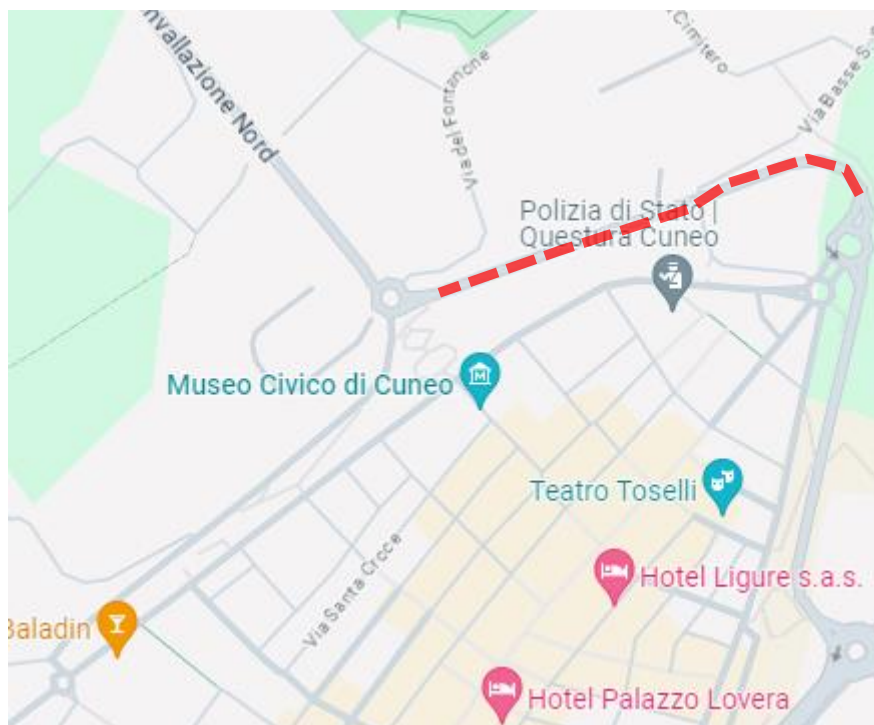 nvallazione Nord
Cimitero
Via Basse S.
Via del Fontanone
Polizia di Stato |
Questura Cuneo
Museo Civico di Cuneo
Teatro Toselli
Via Santa Croce
Hotel Ligure s.a.s.
Baladin
Hotel Palazzo Lovera